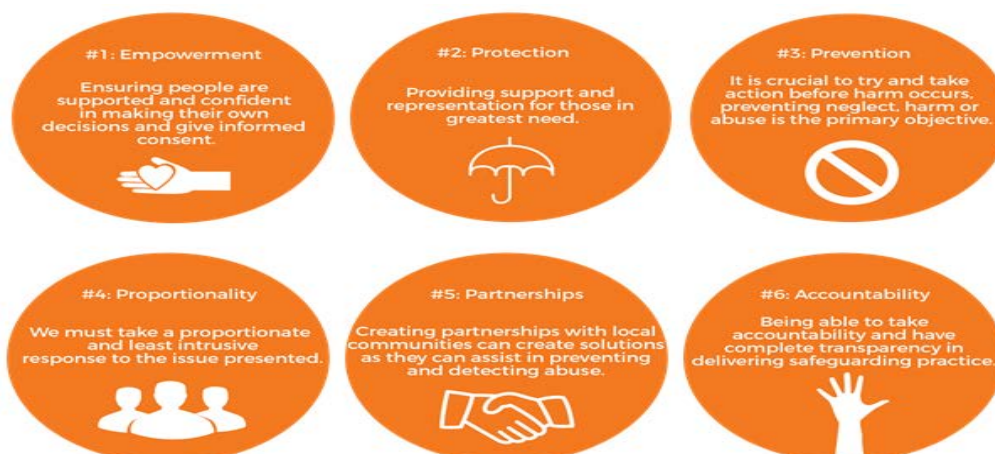 #1: Empowerment
Ensuring people are
supported and confident
in making their own
decisions and give informed
consent.
#2: Protection
Providing support and
representation for those in
greatest need.
#3: Prevention
It is crucial to try and take
action before harm occurs,
preventing neglect, harm or
abuse is the primary objective.
#4: Proportionality
We must take a proportionate
and least intrusive
response to the issue presented.
#5: Partnerships
Creating partnerships with local
communities can create solutions
as they can assist in preventing
and detecting abuse.
#6: Accountability
Being able to take
accountability and have
complete transparency in
delivering safeguarding practice.